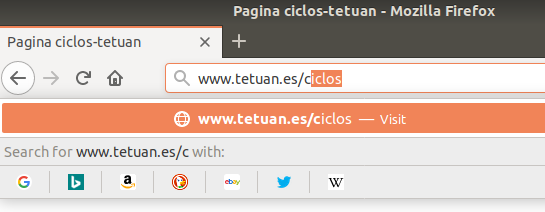 Pagina ciclos-tetuan - Mozilla Firefox
Pagina ciclos-tetuan
www.tetuan.es/ciclos
www.tetuan.es/ciclos — Visit
Search for www.tetuan.es/c with:
G b a ebay W